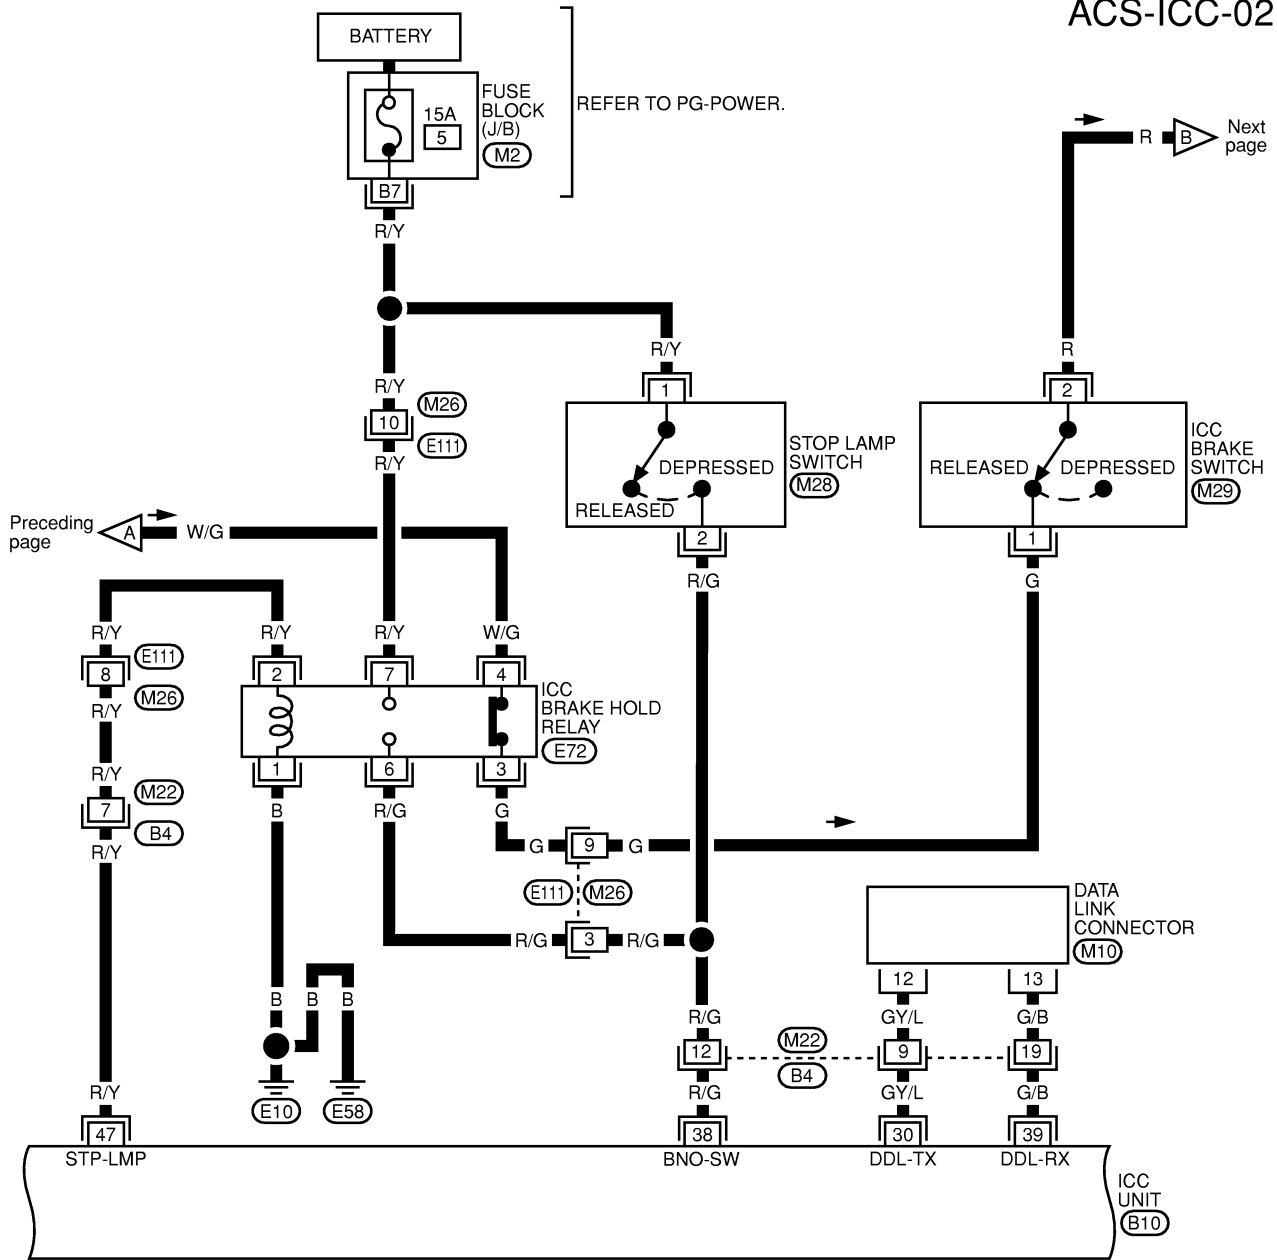 ACS-ICC-02
BATTERY
FUSE
BLOCK
(J/B)
M2
15A
5
REFER TO PG-POWER.
B7
R/Y
R
B
Next
page
R/Y
R
R/Y
M26
10
E111
R/Y
1
STOP LAMP
SWITCH
M28
DEPRESSED
RELEASED
2
R/G
2
ICC
BRAKE
SWITCH
M29
RELEASED
DEPRESSED
1
G
Preceding
page
A
W/G
R/Y
R/Y
R/Y
W/G
8
E111
M26
2
7
4
ICC
BRAKE HOLD
RELAY
E72
R/Y
R/Y
1
6
3
7
M22
B4
R/Y
B
R/G
G
G
9
G
E111
M26
R/G
3
R/G
DATA
LINK
CONNECTOR
M10
12
13
B
B
B
R/G
GY/L
G/B
12
M22
B4
9
19
R/Y
E10
E58
R/G
GY/L
G/B
47
38
30
39
STP-LMP
BNO-SW
DDL-TX
DDL-RX
ICC
UNIT
B10